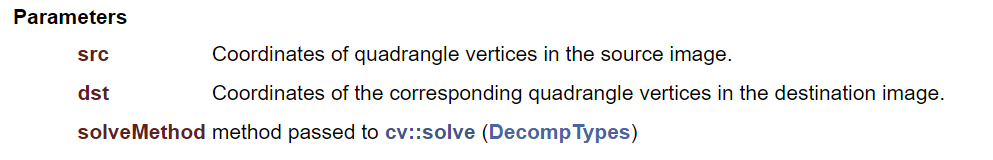 Parameters
src Coordinates of quadrangle vertices in the source image.
dst Coordinates of the corresponding quadrangle vertices in the destination image.
solveMethod method passed to cv::solve (DecompTypes)